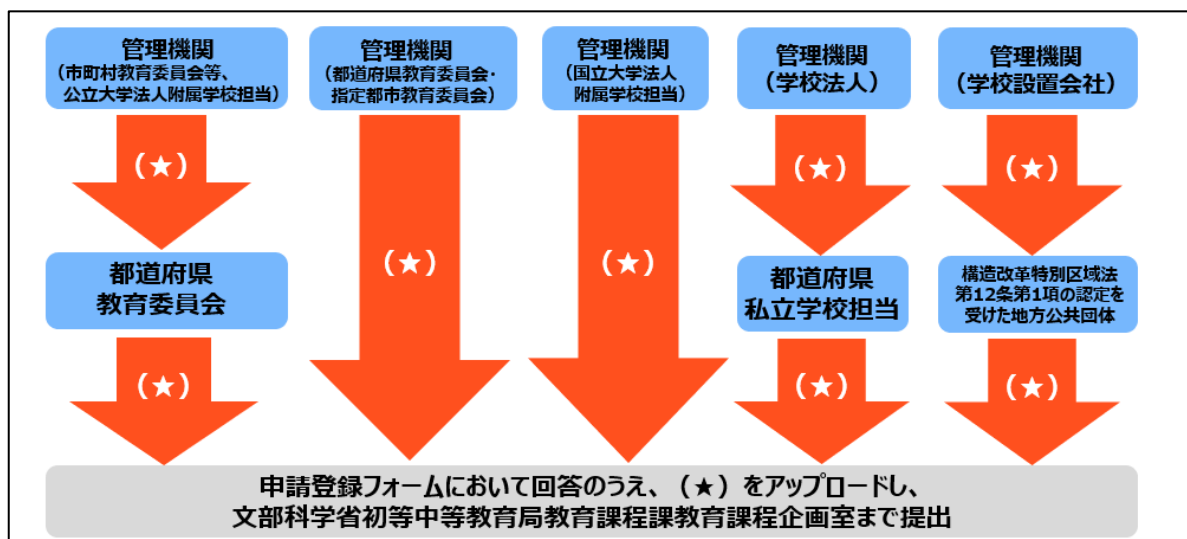 管理機関
（市町村教育委員会等、
公立大学法人附属学校担当）
管理機関
（都道府県教育委員会・
指定都市教育委員会）
管理機関
（国立大学法人
附属学校担当）
管理機関
（学校法人）
管理機関
（学校設置会社）
（★）
（★）
（★）
（★）
（★）
都道府県
教育委員会
都道府県
私立学校担当
構造改革特別区域法
第12条第1項の認定を
受けた地方公共団体
（★）
（★）
（★）
申請登録フォームにおいて回答のうえ、（★）をアップロードし、
文部科学省初等中等教育局教育課程課教育課程企画室まで提出